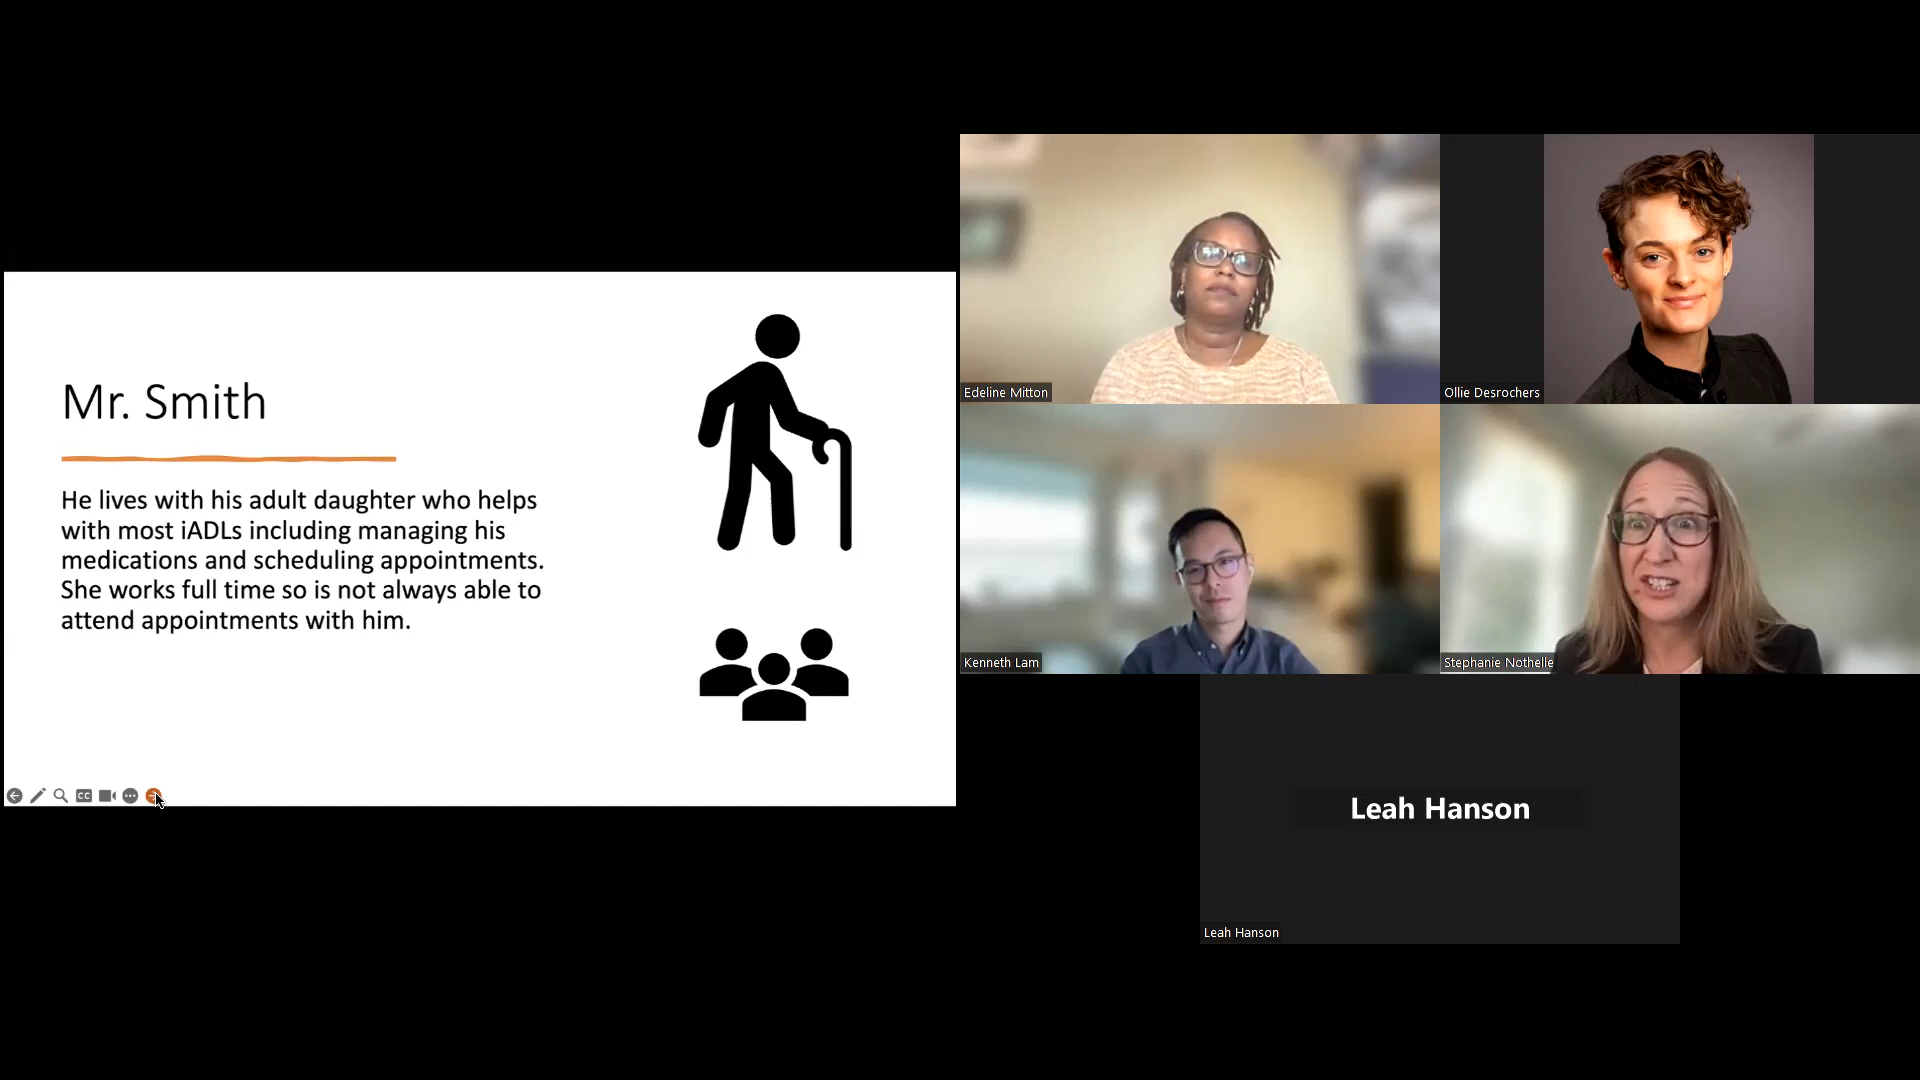 Mr. Smith
He lives with his adult daughter who helps
with most iADLs including managing his
medications and scheduling appointments.
She works full time so is not always able to
attend appointments with him.
CC
Edeline Mitton
Ollie Desrochers
Kenneth Lam
Stephanie Nothelle
Leah Hanson
Leah Hanson